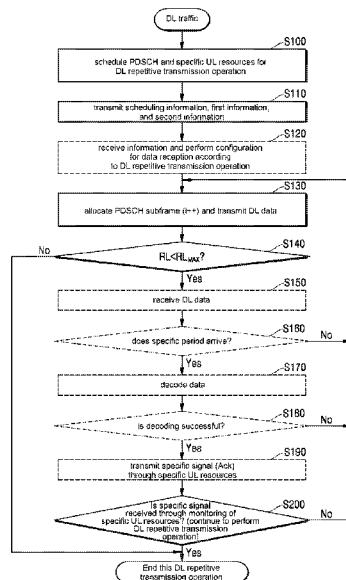 DL traffic
S100
schedule PDSCH and specific UL resources for
DL repetitive transmission operation
S110
transmit scheduling information, first information,
and second information
S120
receive information and perform configuration
for data reception according
to DL repetitive transmission operation
S130
allocate PDSCH subframe (i++) and transmit DL data
S140
No
RL<RLMAX?
Yes
S150
receive DL data
S160
does specific period arrive?
No
Yes
S170
decode data
S180
is decoding successful?
No
Yes
S190
transmit specific signal (Ack)
through specific UL resources
S200
Is specific signal
received through monitoring of
specific UL resources? (continue to perform
DL repetitive transmission
operation)
No
Yes
End this DL repetitive
transmission operation